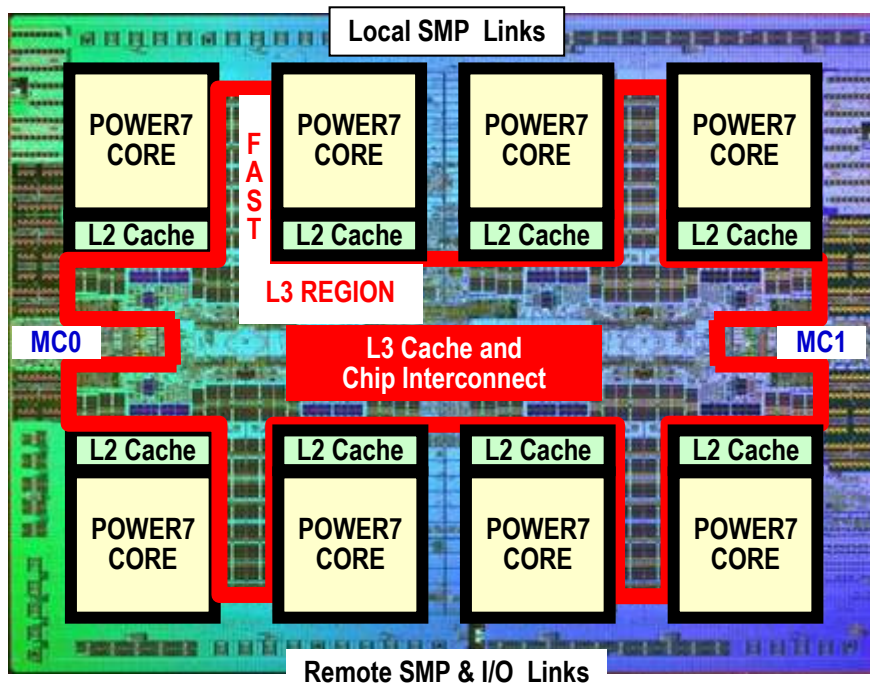 Local SMP Links
POWER7
CORE
L2 Cache
POWER7
CORE
L2 Cache
POWER7
CORE
L2 Cache
POWER7
CORE
L2 Cache
FAST
L3 REGION
MC0
L3 Cache and
Chip Interconnect
MC1
L2 Cache
POWER7
CORE
L2 Cache
POWER7
CORE
L2 Cache
POWER7
CORE
L2 Cache
POWER7
CORE
Remote SMP & I/O Links